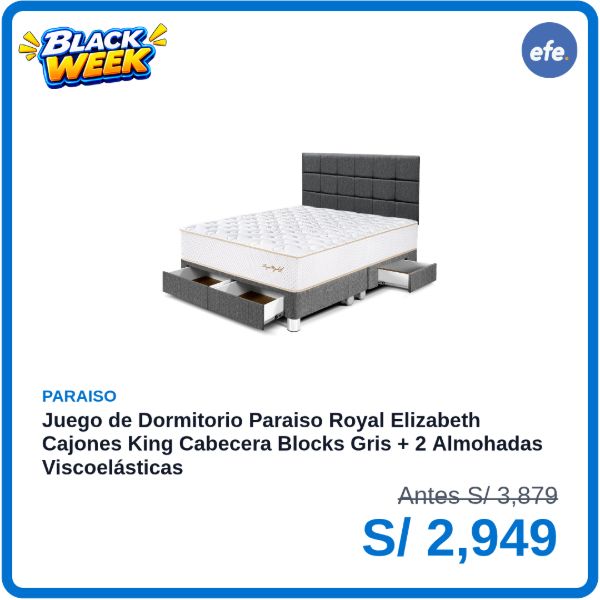 BLACK
WEEK
efe.
PARAISO
Juego de Dormitorio Paraiso Royal Elizabeth
Cajones King Cabecera Blocks Gris + 2 Almohadas
Viscoelásticas
Antes S/ 3,879
S/ 2,949